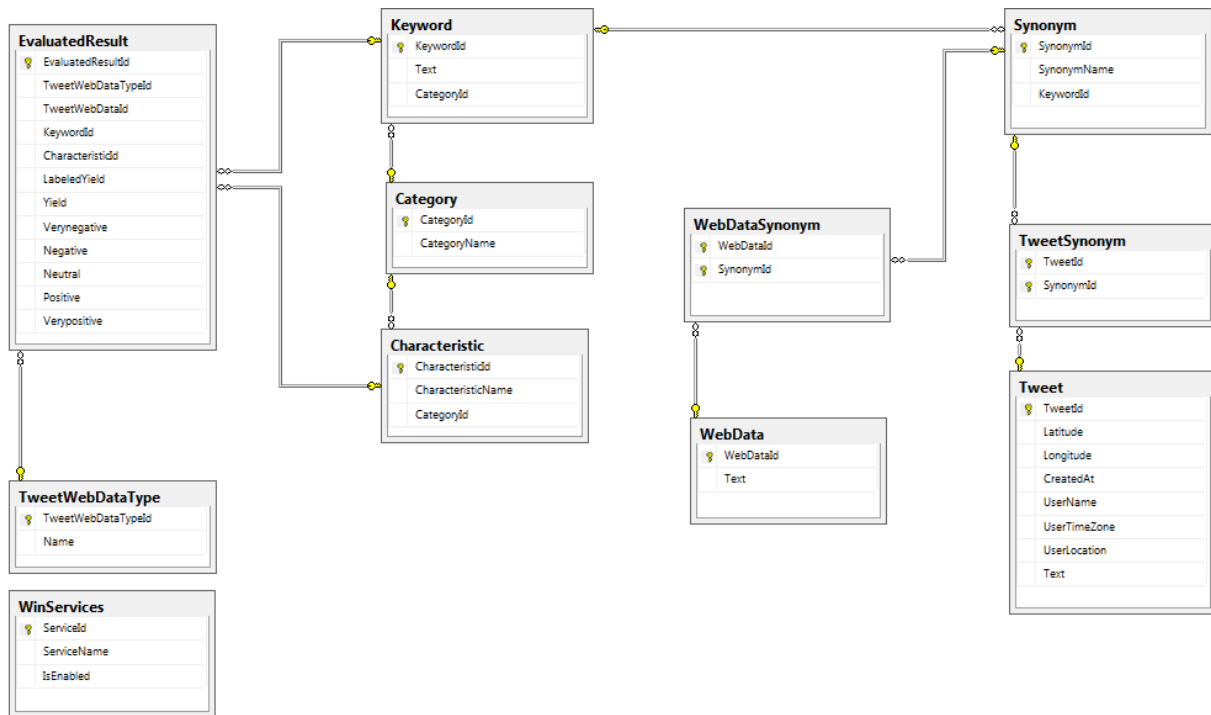 EvaluatedResult
EvaluatedResultId
TweetWebDataTypeId
TweetWebDataId
KeywordId
CharacteristicId
LabeledYield
Yield
Verynegative
Negative
Neutral
Positive
Verypositive
TweetWebDataType
TweetWebDataTypeId
Name
WinServices
ServiceId
ServiceName
IsEnabled
Keyword
KeywordId
Text
CategoryId
Category
CategoryId
CategoryName
Characteristic
CharacteristicId
CharacteristicName
CategoryId
WebDataSynonym
WebDataId
SynonymId
WebData
WebDataId
Text
Synonym
SynonymId
SynonymName
KeywordId
TweetSynonym
TweetId
SynonymId
Tweet
TweetId
Latitude
Longitude
CreatedAt
UserName
UserTimeZone
UserLocation
Text